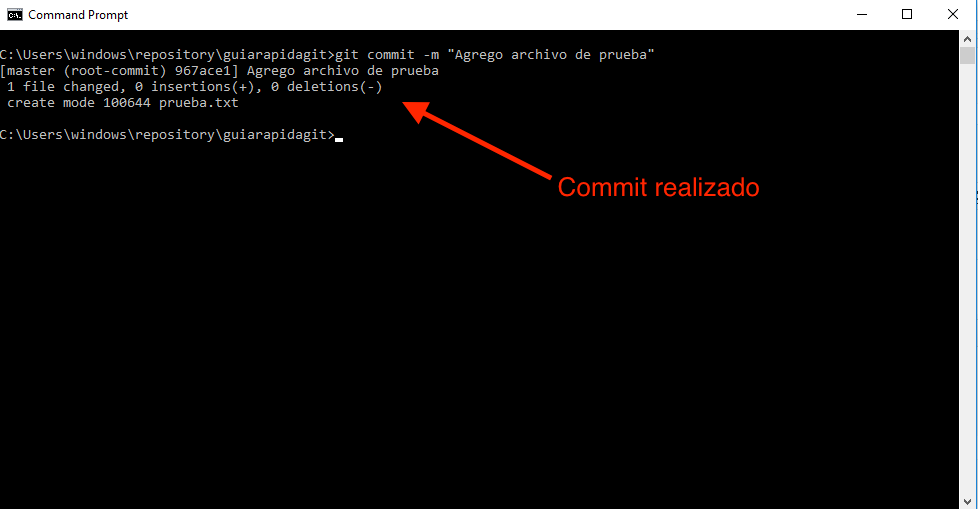 Command Prompt
C:\Users\windows\repository\guiarapidagit>git commit -m "Agrego archivo de prueba"
[master (root-commit) 967ace1] Agrego archivo de prueba
1 file changed, 0 insertions(+), 0 deletions(-)
create mode 100644 prueba.txt
C:\Users\windows\repository\guiarapidagit>
Commit realizado